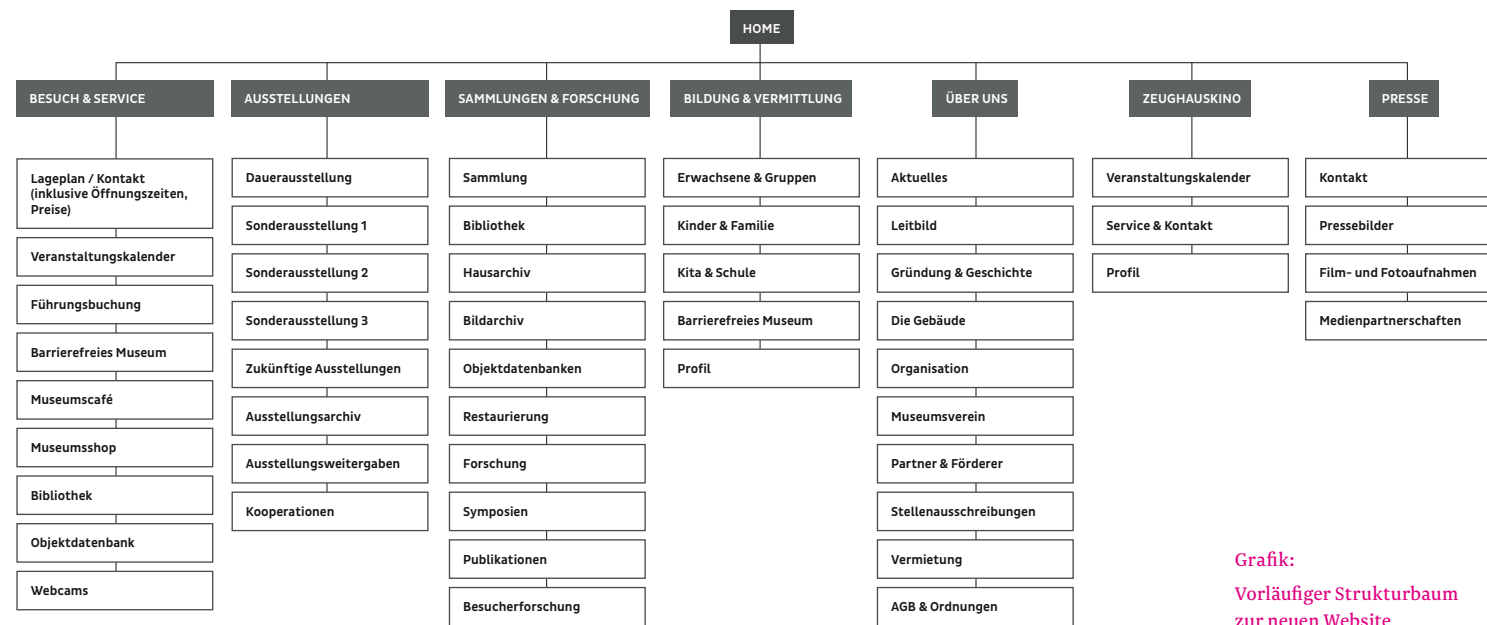 HOME
BESUCH & SERVICE
Lageplan / Kontakt
(inklusive Öffnungszeiten,
Preise)
Veranstaltungskalender
Führungsbuchung
Barrierefreies Museum
Museumscafé
Museumsshop
Bibliothek
Objektdatenbank
Webcams
AUSSTELLUNGEN
Dauerausstellung
Sonderausstellung 1
Sonderausstellung 2
Sonderausstellung 3
Zukünftige Ausstellungen
Ausstellungsarchiv
Ausstellungsweitergaben
Kooperationen
SAMMLUNGEN & FORSCHUNG
Sammlung
Bibliothek
Hausarchiv
Bildarchiv
Objektdatenbanken
Restaurierung
Forschung
Symposien
Publikationen
Besucherforschung
BILDUNG & VERMITTLUNG
Erwachsene & Gruppen
Kinder & Familie
Kita & Schule
Barrierefreies Museum
Profil
ÜBER UNS
Aktuelles
Leitbild
Gründung & Geschichte
Die Gebäude
Organisation
Museumsverein
Partner & Förderer
Stellenausschreibungen
Vermietung
AGB & Ordnungen
ZEUGHAUSKINO
Veranstaltungskalender
Service & Kontakt
Profil
PRESSE
Kontakt
Pressebilder
Film- und Fotoaufnahmen
Medienpartnerschaften
Grafik:
Vorläufiger Strukturbaum
zur neuen Website